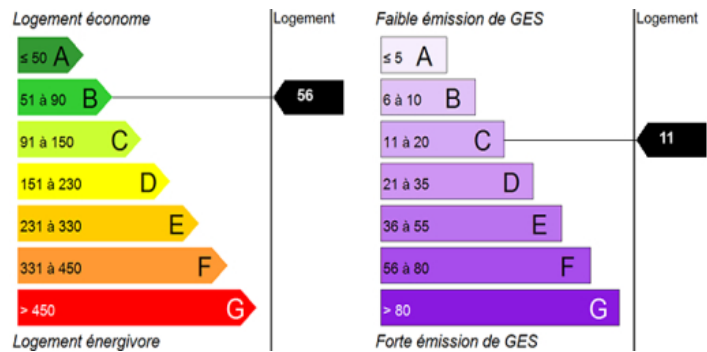 Logement économe
Logement
≤ 50 A
51 à 90 B
56
91 à 150 C
151 à 230 D
231 à 330 E
331 à 450 F
> 450 G
Logement énergivore
Faible émission de GES
Logement
≤ 5 A
6 à 10 B
11 à 20 C
11
21 à 35 D
36 à 55 E
56 à 80 F
> 80 G
Forte émission de GES